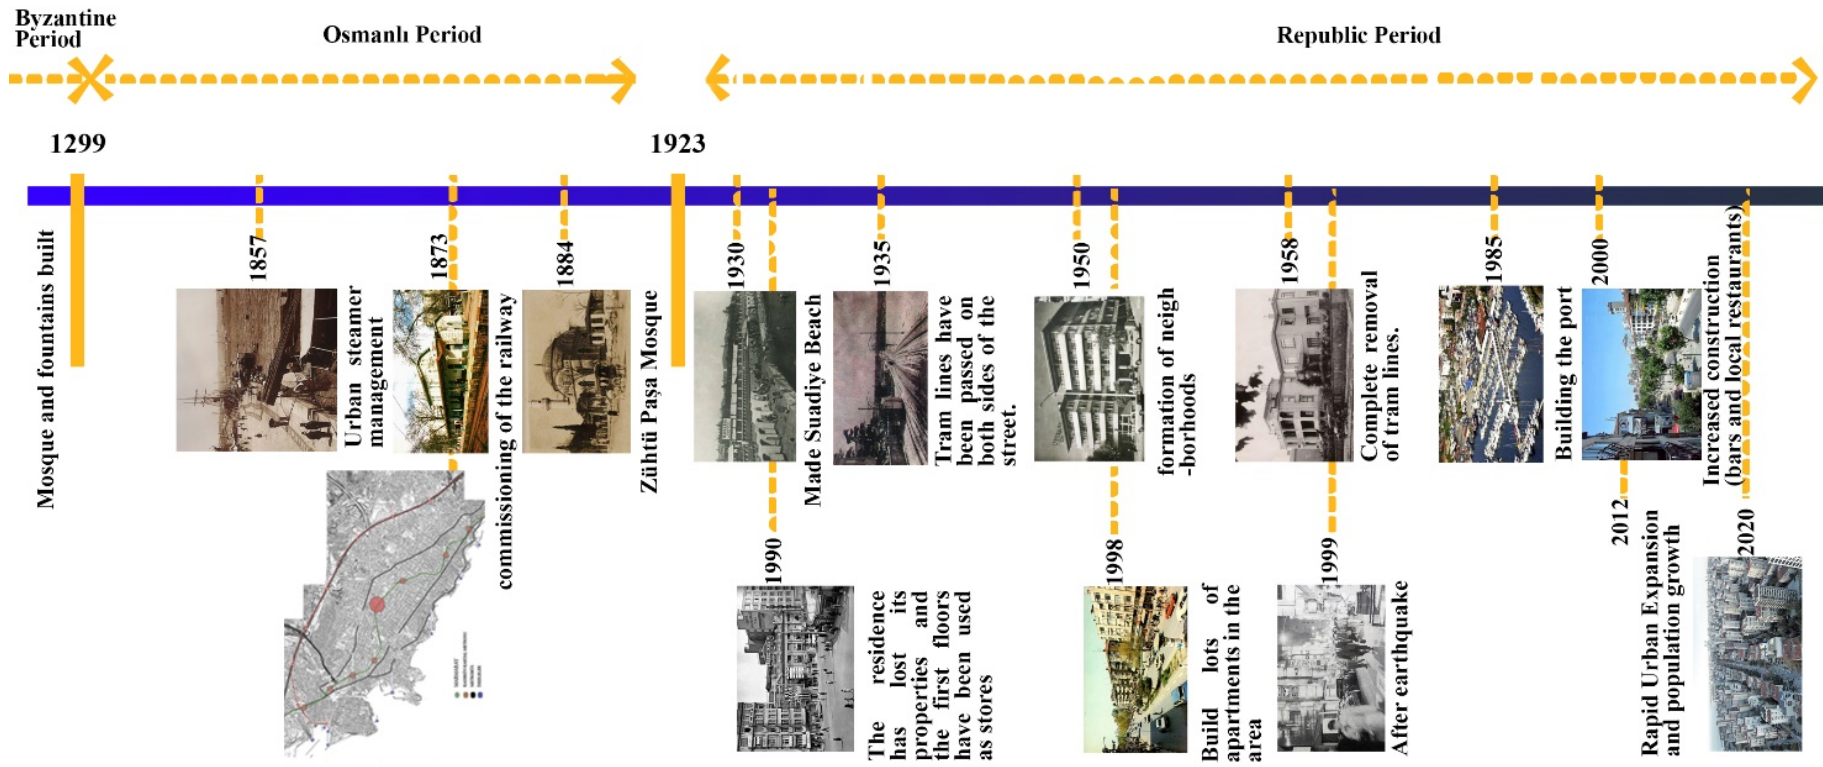 Byzantine
Period
Osmanlı Period
Republic Period
1299
1923
Mosque and fountains built
1857
Urban steamer
management
1873
commissioning of the railway
1884
Zühtü Paşa Mosque
1930
Made Suadiye Beach
1935
Tram lines have
been passed on
both sides of the
street.
1950
formation of neigh
-borhoods
1958
Complete removal
of tram lines.
1985
Building the port
2000
Increased construction
(bars and local restaurants)
1990
The residence
has lost its
properties and
the first floors
have been used
as stores
1998
Build lots of
apartments in the
area
1999
After earthquake
2012
Rapid Urban Expansion
and population growth
2020